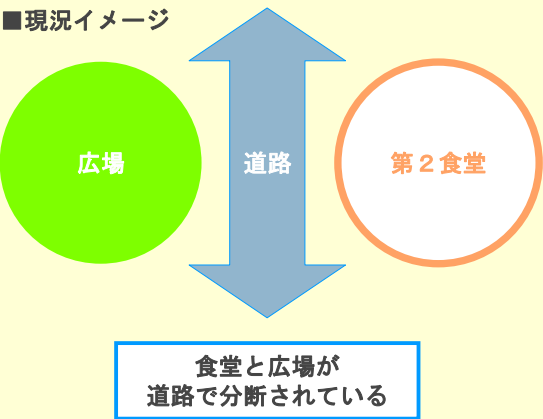 ■現況イメージ
広場
道路
第２食堂
食堂と広場が
道路で分断されている